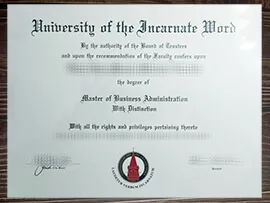 University of the Incarnate Word
By the authority of the Board of Trustees
and upon the recommendation of the Faculty confers upon
the degree of
Master of Business Administration
With Distinction
With all the rights and privileges pertaining thereto